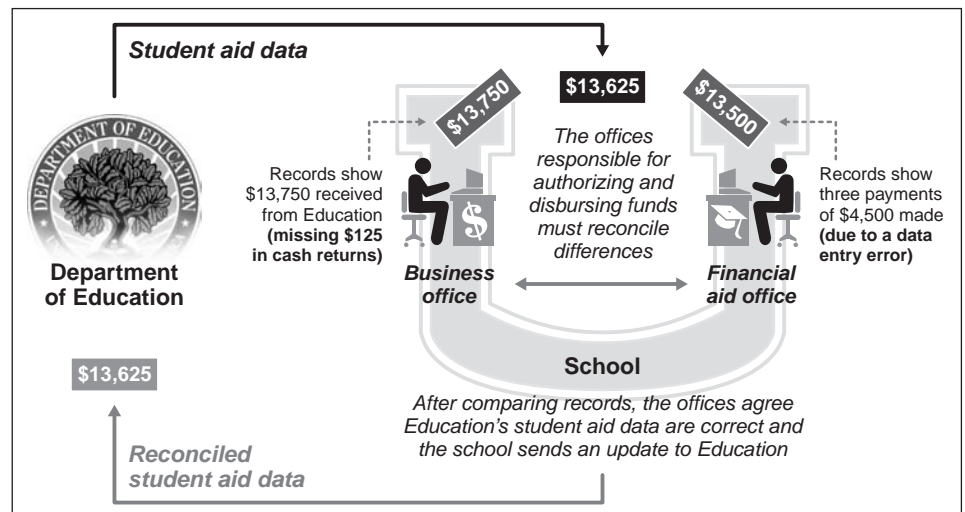 Student aid data
$13,750
$13,625
$13,500
DEPARTMENT OF EDUCATION
Records show
$13,750 received
from Education
(missing $125
in cash returns)
The offices
responsible for
authorizing and
disbursing funds
must reconcile
differences
Records show
three payments
of $4,500 made
(due to a data
entry error)
$
Department
of Education
Business
office
Financial
aid office
School
$13,625
After comparing records, the offices agree
Education's student aid data are correct and
the school sends an update to Education
Reconciled
student aid data